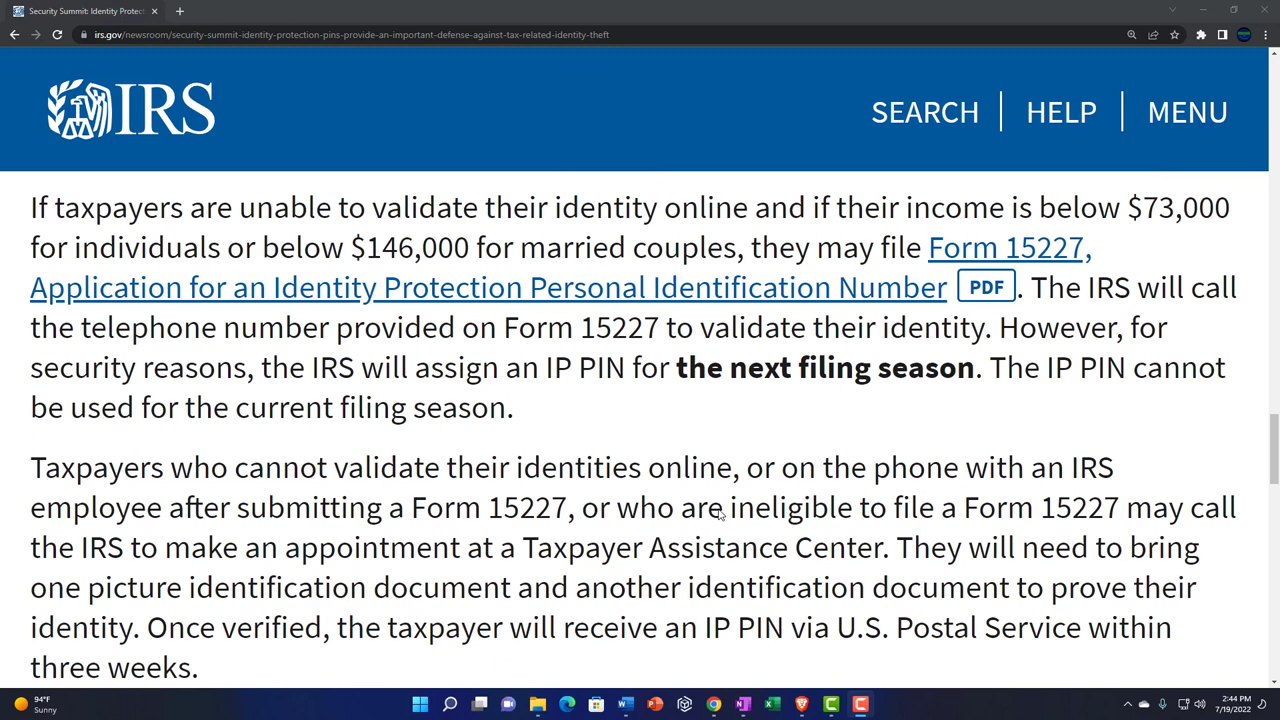 Security Summit: Identity Protec
irs.gov/newsroom/security-summit-identity-protection-pins-provide-an-important-defense-against-tax-related-identity-theft
IRS
SEARCH
HELP
MENU
If taxpayers are unable to validate their identity online and if their income is below $73,000
for individuals or below $146,000 for married couples, they may file Form 15227,
Application for an Identity Protection Personal Identification Number PDF. The IRS will call
the telephone number provided on Form 15227 to validate their identity. However, for
security reasons, the IRS will assign an IP PIN for the next filing season. The IP PIN cannot
be used for the current filing season.
Taxpayers who cannot validate their identities online, or on the phone with an IRS
employee after submitting a Form 15227, or who are ineligible to file a Form 15227 may call
the IRS to make an appointment at a Taxpayer Assistance Center. They will need to bring
one picture identification document and another identification document to prove their
identity. Once verified, the taxpayer will receive an IP PIN via U.S. Postal Service within
three weeks.
94°F
Sunny
2:44 PM
7/19/2022